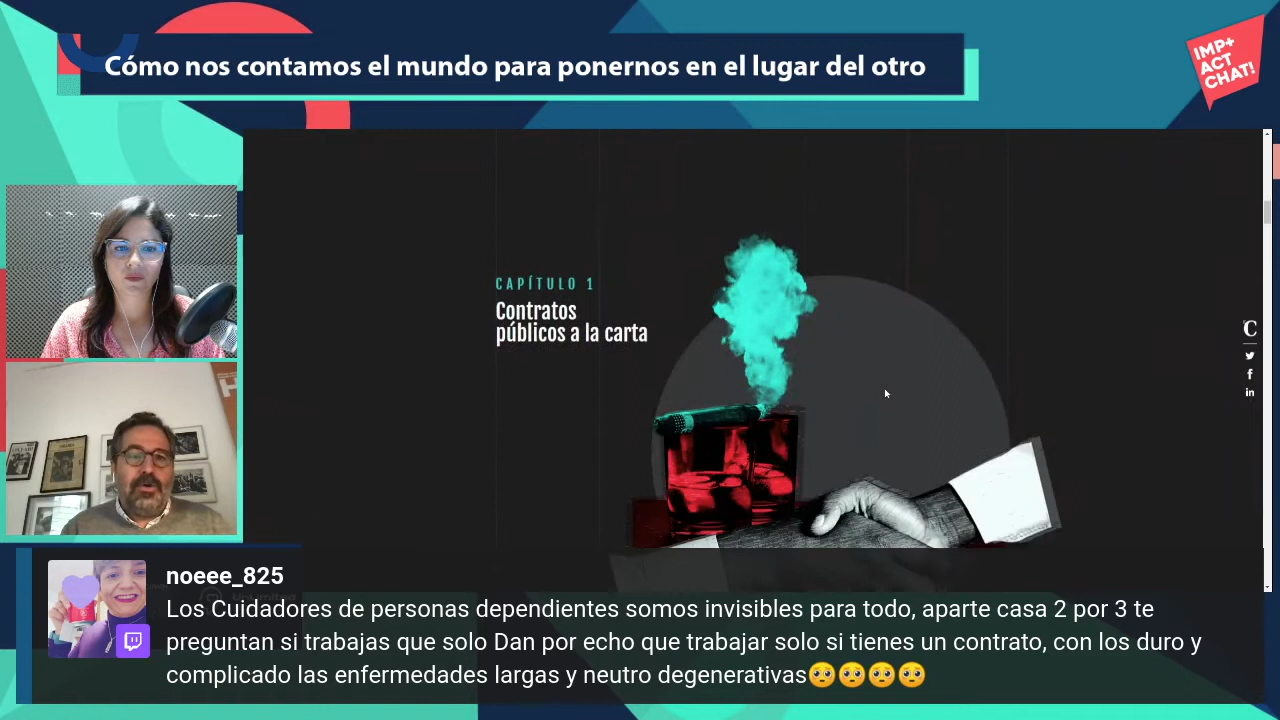 Cómo nos contamos el mundo para ponernos en el lugar del otro
IMP+
ACT
CHAT!
CAPÍTULO 1
Contratos
públicos a la carta
C
f
in
noeee_825
Los Cuidadores de personas dependientes somos invisibles para todo, aparte casa 2 por 3 te
preguntan si trabajas que solo Dan por echo que trabajar solo si tienes un contrato, con los duro y
complicado las enfermedades largas y neutro degenerativas🥺🥺🥺🥺